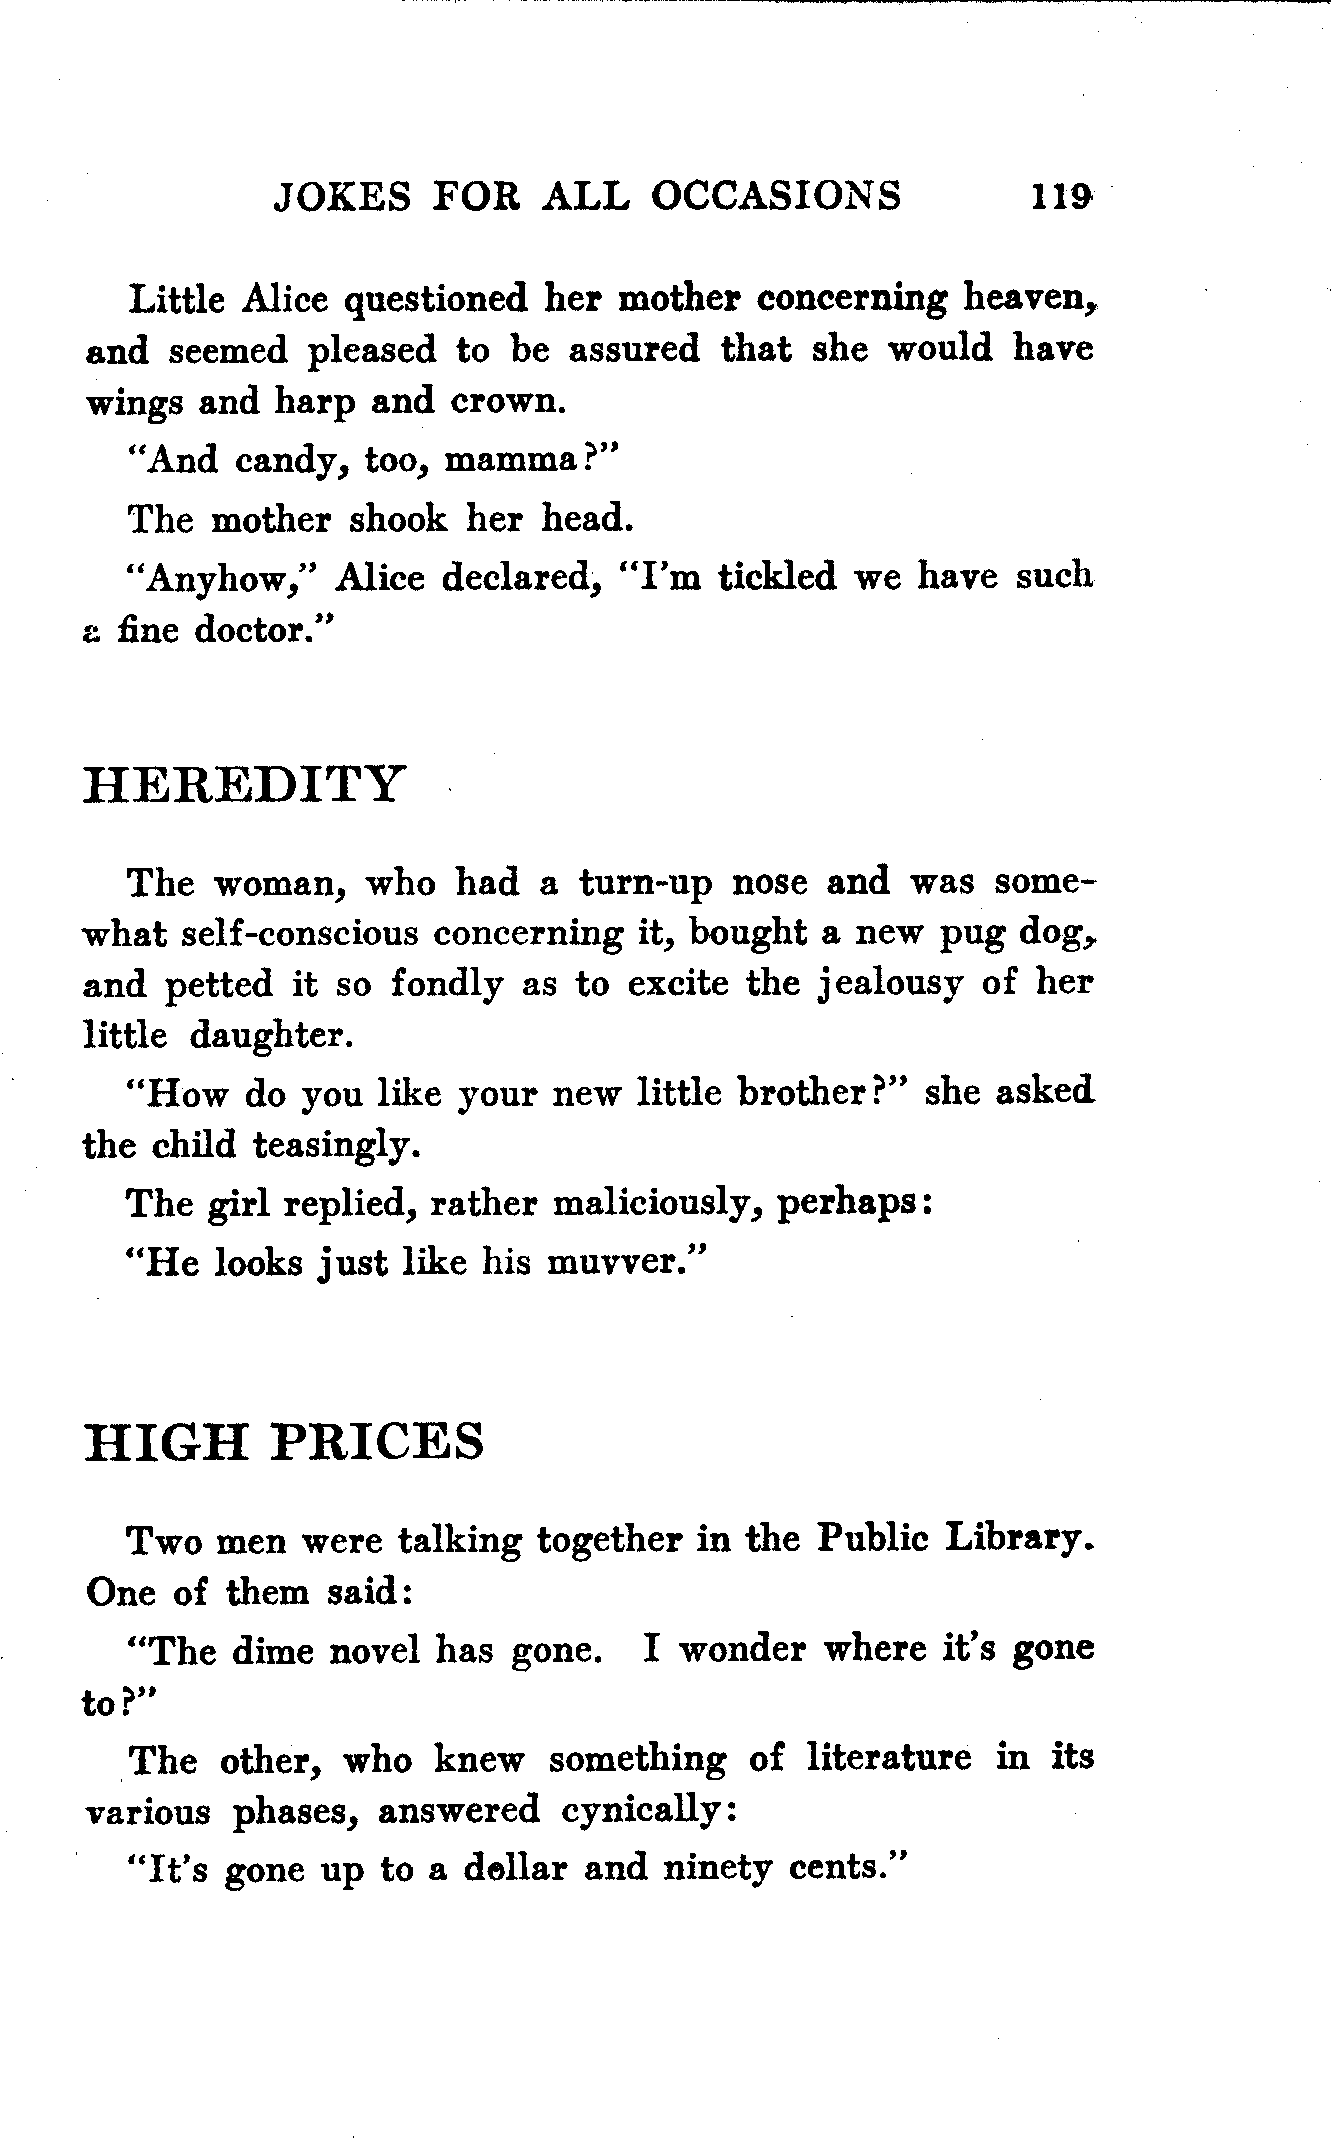 JOKES FOR ALL OCCASIONS 119
Little Alice questioned her mother concerning heaven,
and seemed pleased to be assured that she would have
wings and harp and crown.
"And candy, too, mamma?"
The mother shook her head.
"Anyhow," Alice declared, "I'm tickled we have such
a fine doctor."
HEREDITY
The woman, who had a turn-up nose and was some-
what self-conscious concerning it, bought a new pug dog,
and petted it so fondly as to excite the jealousy of her
little daughter.
"How do you like your new little brother?" she asked
the child teasingly.
The girl replied, rather maliciously, perhaps:
"He looks just like his muvver."
HIGH PRICES
Two men were talking together in the Public Library.
One of them said:
"The dime novel has gone. I wonder where it's gone
to?"
The other, who knew something of literature in its
various phases, answered cynically:
"It's gone up to a dollar and ninety cents."